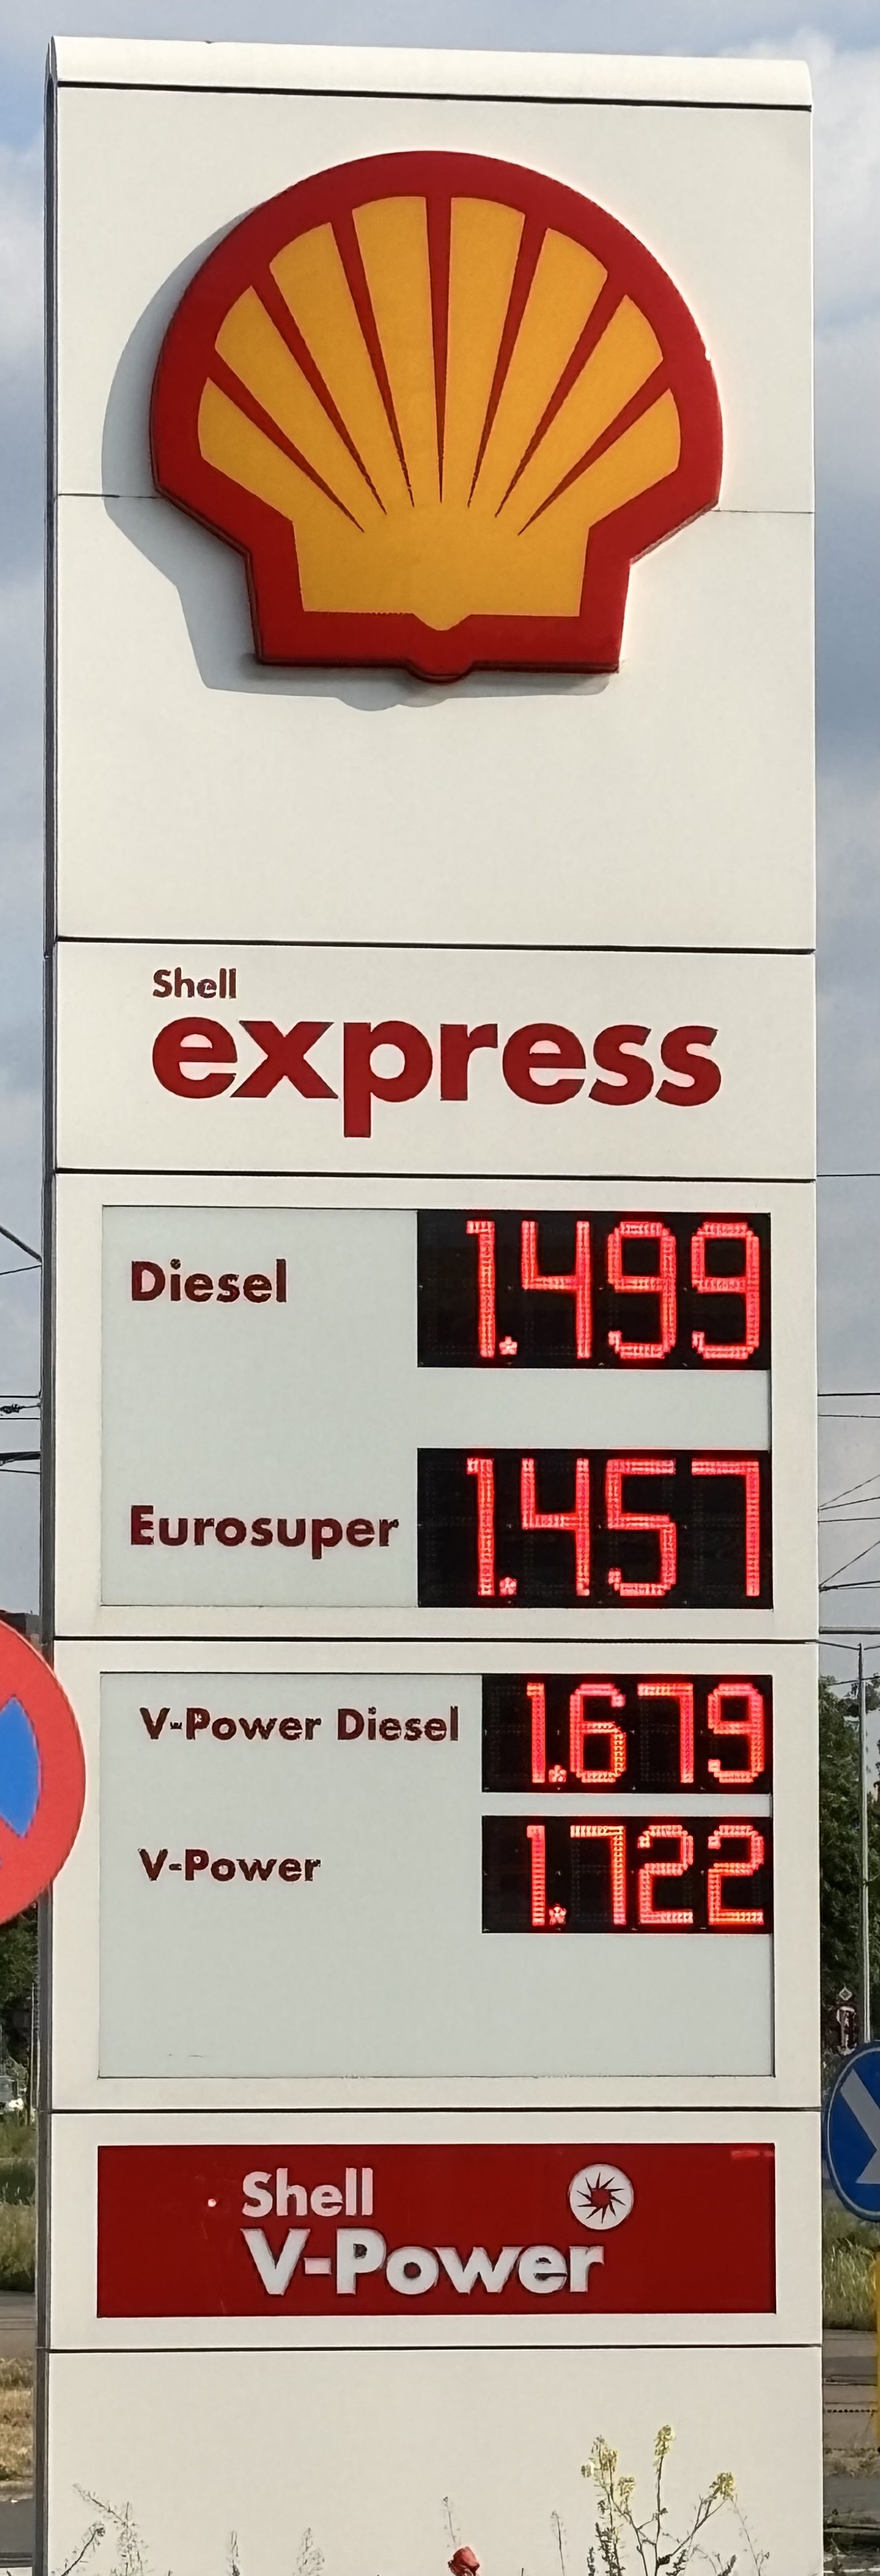 Shell
express
Diesel 1.499
Eurosuper 1.457
V-Power Diesel 1.679
V-Power 1.722
Shell
V-Power